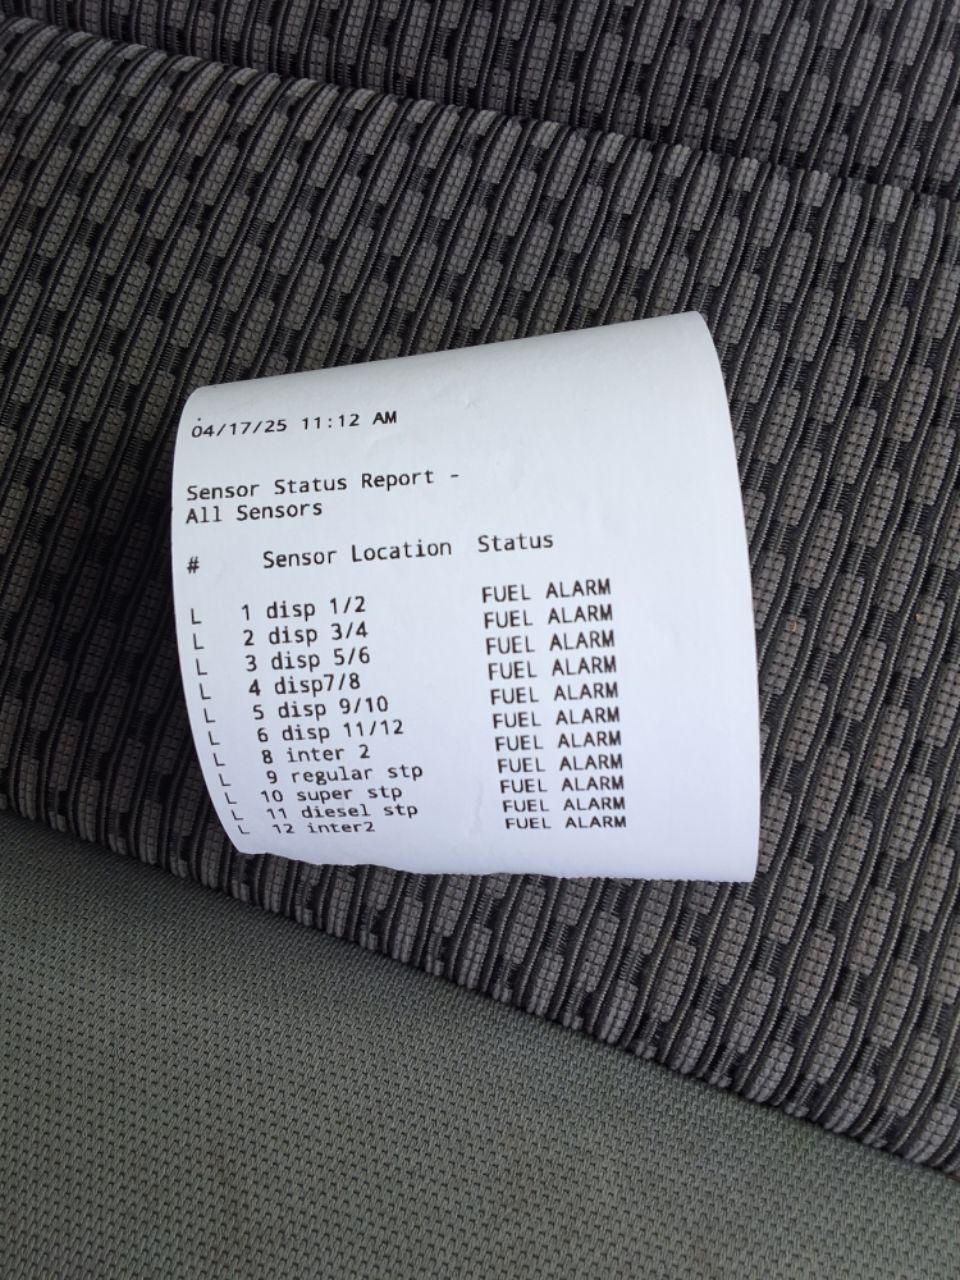 04/17/25 11:12 AM
Sensor Status Report -
All Sensors
# Sensor Location Status
L 1 disp 1/2 FUEL ALARM
L 2 disp 3/4 FUEL ALARM
L 3 disp 5/6 FUEL ALARM
L 4 disp7/8 FUEL ALARM
L 5 disp 9/10 FUEL ALARM
L 6 disp 11/12 FUEL ALARM
L 8 inter 2 FUEL ALARM
L 9 regular stp FUEL ALARM
L 10 super stp FUEL ALARM
L 11 diesel stp FUEL ALARM
L 12 inter2 FUEL ALARM